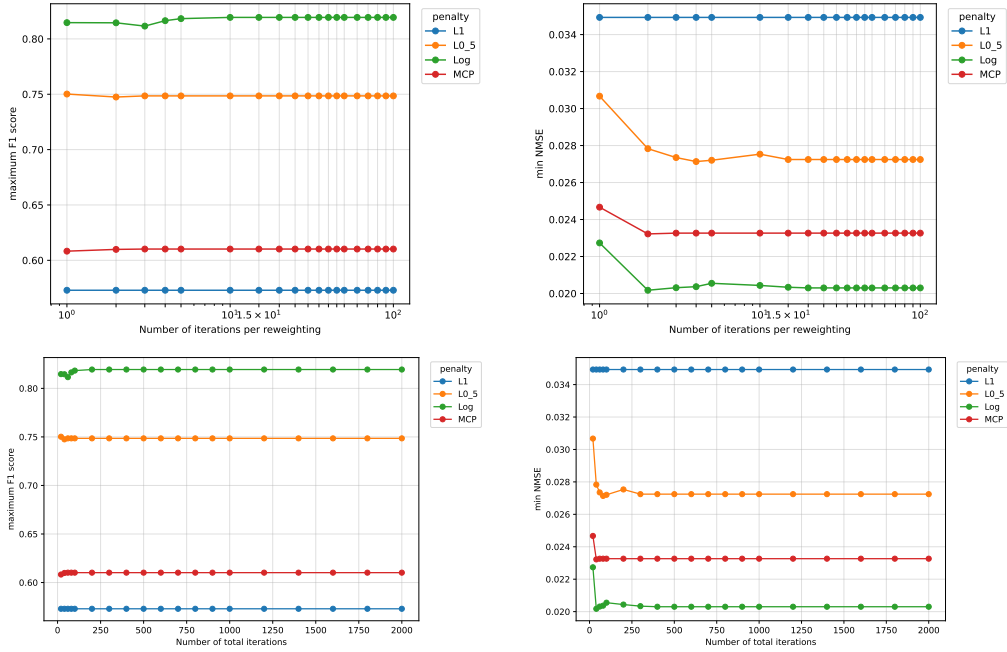 maximum F1 score
0.80
0.75
0.70
0.65
0.60
10⁰
10¹
1.5 × 10¹
10²
Number of iterations per reweighting
penalty
L1
L0_5
Log
MCP
min NMSE
0.034
0.032
0.030
0.028
0.026
0.024
0.022
0.020
10⁰
10¹
1.5 × 10¹
10²
Number of iterations per reweighting
penalty
L1
L0_5
Log
MCP
maximum F1 score
0.80
0.75
0.70
0.65
0.60
0 250 500 750 1000 1250 1500 1750 2000
Number of total iterations
penalty
L1
L0_5
Log
MCP
min NMSE
0.034
0.032
0.030
0.028
0.026
0.024
0.022
0.020
0 250 500 750 1000 1250 1500 1750 2000
Number of total iterations
penalty
L1
L0_5
Log
MCP